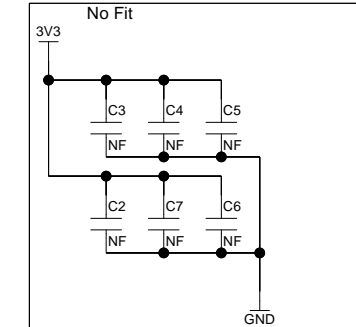 No Fit
3V3
C3 C4 C5
NF NF NF
C2 C7 C6
NF NF NF
GND